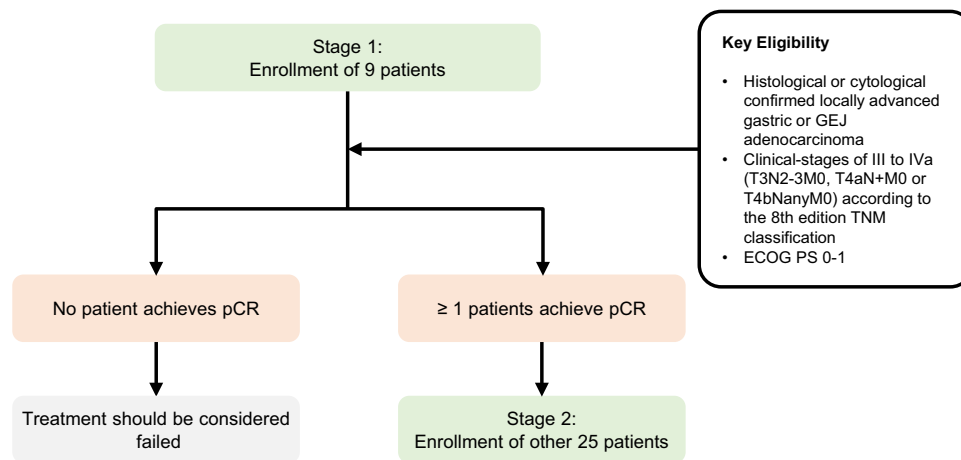 Stage 1:
Enrollment of 9 patients
Key Eligibility
• Histological or cytological
confirmed locally advanced
gastric or GEJ
adenocarcinoma
• Clinical-stages of III to IVa
(T3N2-3M0, T4aN+M0 or
T4bNanyM0) according to
the 8th edition TNM
classification
• ECOG PS 0-1
No patient achieves pCR
≥ 1 patients achieve pCR
Treatment should be considered
failed
Stage 2:
Enrollment of other 25 patients